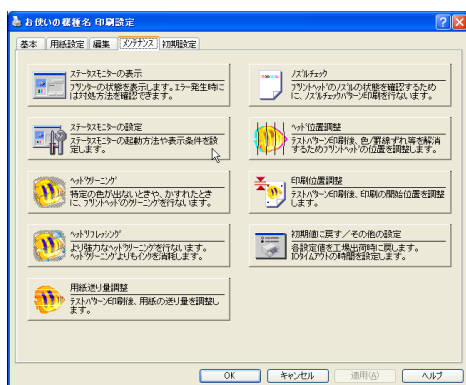 お使いの機種名 印刷設定
基本 用紙設定 編集 メンテナンス 初期設定
ステータスモニターの表示
プリンターの状態を表示します。エラー発生時に
は対処方法を確認できます。
ノズルチェック
プリントヘッドのノズルの状態を確認するため
に、ノズルチェックパターン印刷を行ないます。
ステータスモニターの設定
ステータスモニターの起動方法や表示条件を設
定します。
ヘッド位置調整
テストパターン印刷後、色/罫線ずれ等を解消
するためプリントヘッドの位置を調整します。
ヘッドクリーニング
特定の色が出ないときや、かすれたとき
に、プリントヘッドのクリーニングを行ないます。
印刷位置調整
テストパターン印刷後、印刷の開始位置を調整
します。
ヘッドリフレッシング
より強力なヘッドクリーニングを行ないます。
ヘッドクリーニングよりもインクを消耗します。
初期値に戻す/その他の設定
各設定値を工場出荷時に戻します。
IOタイムアウトの時間を設定します。
用紙送り量調整
テストパターン印刷後、用紙の送り量を調整し
ます。
OK キャンセル 適用(A) ヘルプ